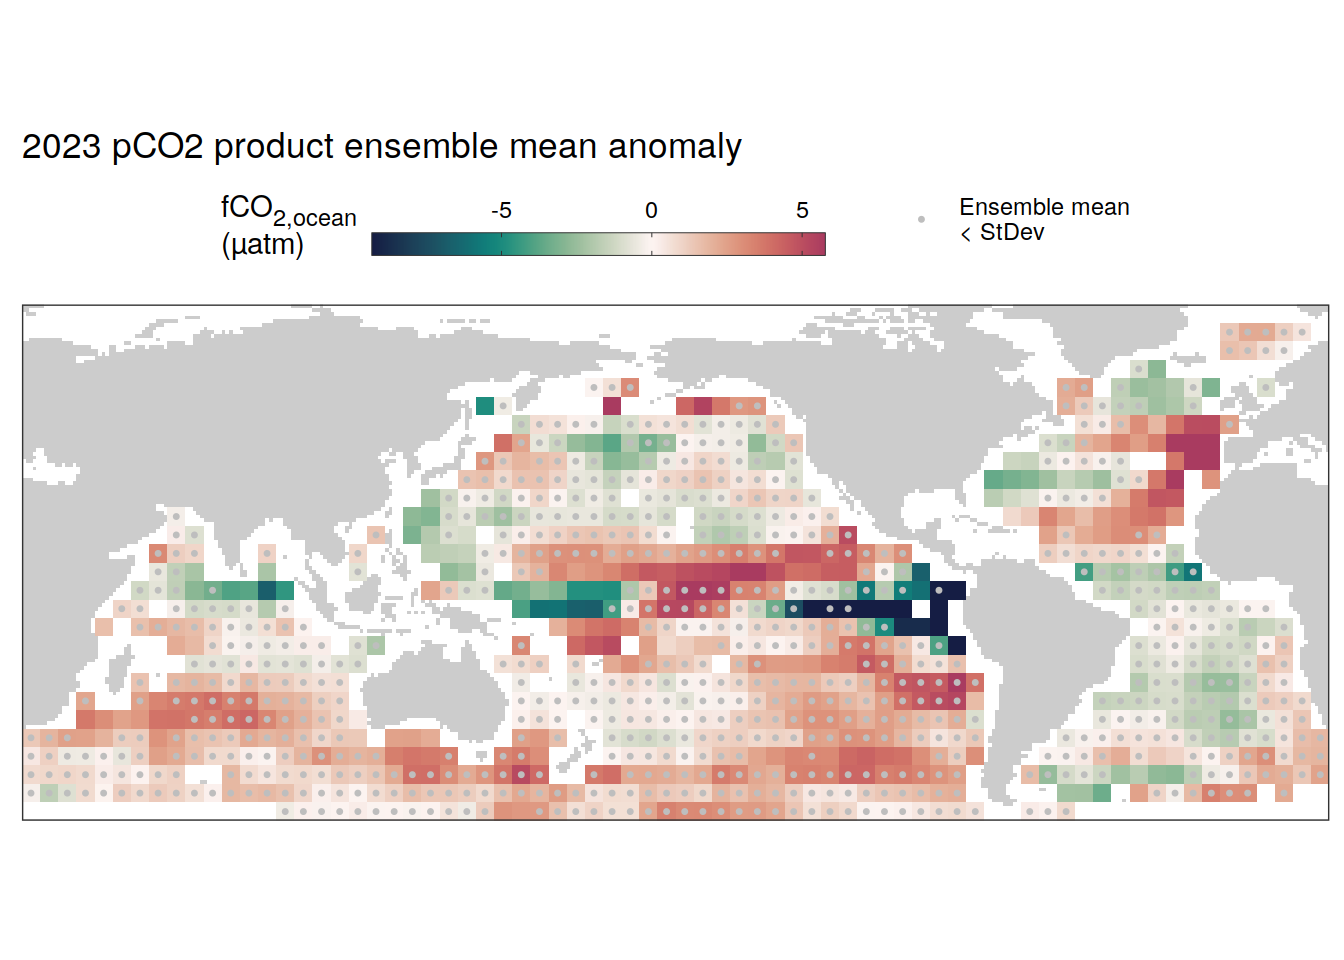 2023 pCO2 product ensemble mean anomaly
fCO2,ocean
(µatm)
-5 0 5
Ensemble mean
< StDev